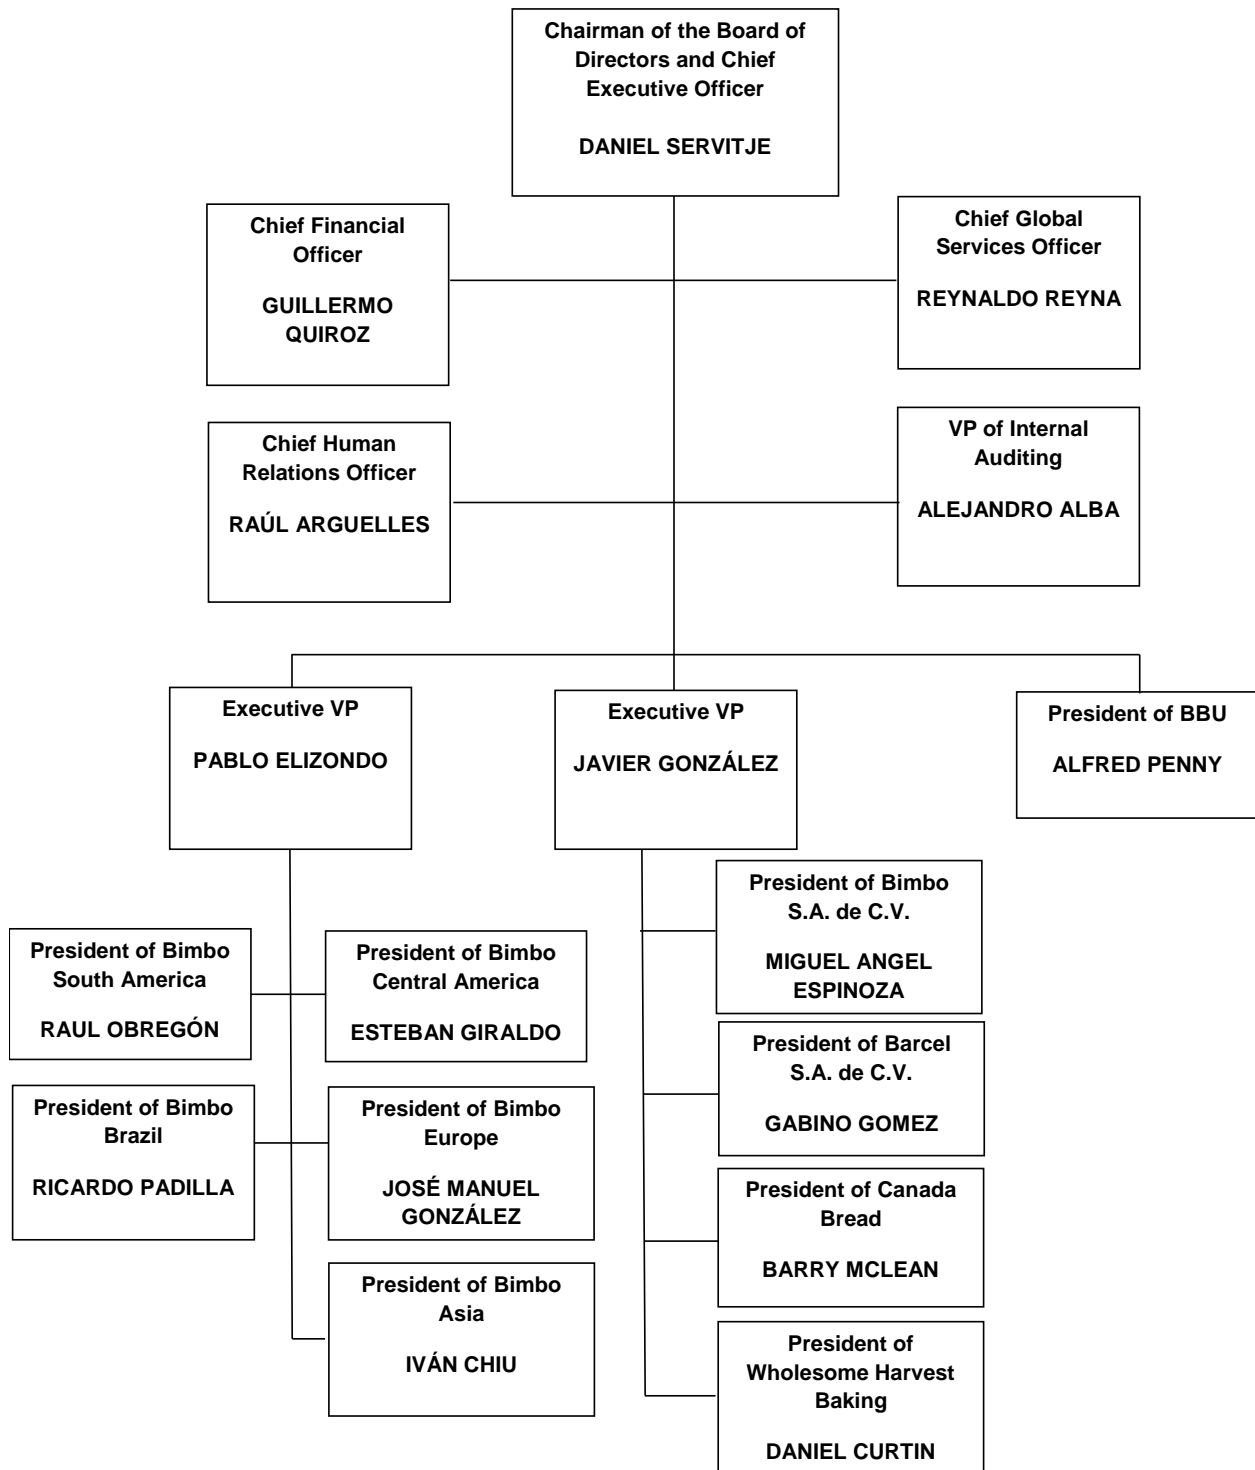 Chairman of the Board of
Directors and Chief
Executive Officer
DANIEL SERVITJE
Chief Financial
Officer
GUILLERMO
QUIROZ
Chief Global
Services Officer
REYNALDO REYNA
Chief Human
Relations Officer
RAÚL ARGUELLES
VP of Internal
Auditing
ALEJANDRO ALBA
Executive VP
PABLO ELIZONDO
Executive VP
JAVIER GONZÁLEZ
President of BBU
ALFRED PENNY
President of Bimbo
South America
RAUL OBREGÓN
President of Bimbo
Central America
ESTEBAN GIRALDO
President of Bimbo
Brazil
RICARDO PADILLA
President of Bimbo
Europe
JOSÉ MANUEL
GONZÁLEZ
President of Bimbo
Asia
IVÁN CHIU
President of Bimbo
S.A. de C.V.
MIGUEL ANGEL
ESPINOZA
President of Barcel
S.A. de C.V.
GABINO GOMEZ
President of Canada
Bread
BARRY MCLEAN
President of
Wholesome Harvest
Baking
DANIEL CURTIN